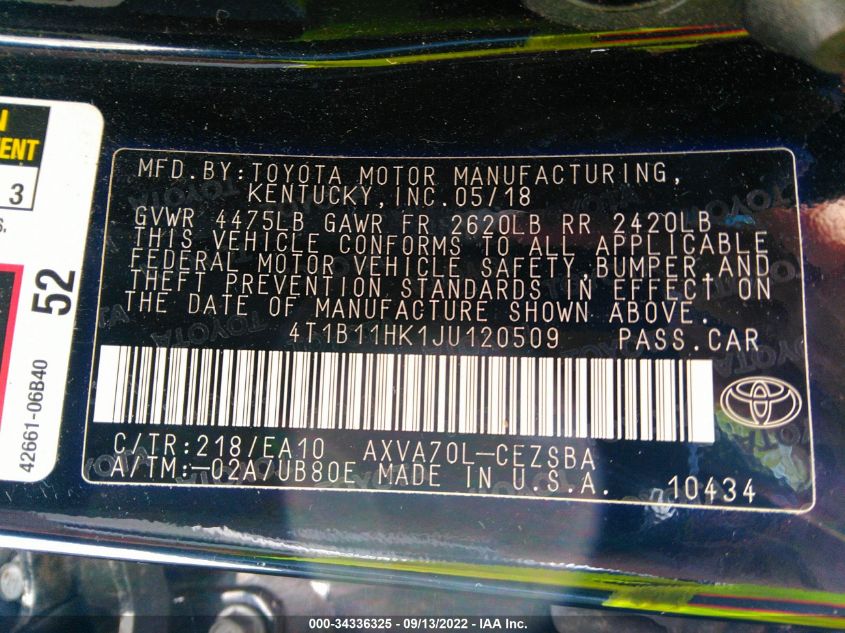 N
ENT
3
S.
52
42661-06B40
MFD.BY:TOYOTA MOTOR MANUFACTURING,
KENTUCKY,INC.05/18
GVWR 4475LB GAWR FR 2620LB RR 2420LB
THIS VEHICLE CONFORMS TO ALL APPLICABLE
FEDERAL MOTOR VEHICLE SAFETY,BUMPER,AND
THEFT PREVENTION STANDARDS IN EFFECT ON
THE DATE OF MANUFACTURE SHOWN ABOVE.
4T1B11HK1JU120509 PASS.CAR
C/TR:218/EA10 AXVA70L-CEZSBA
A/TM:-02A/UB80E MADE IN U.S.A. 10434
000-34336325 - 09/13/2022 - IAA Inc.